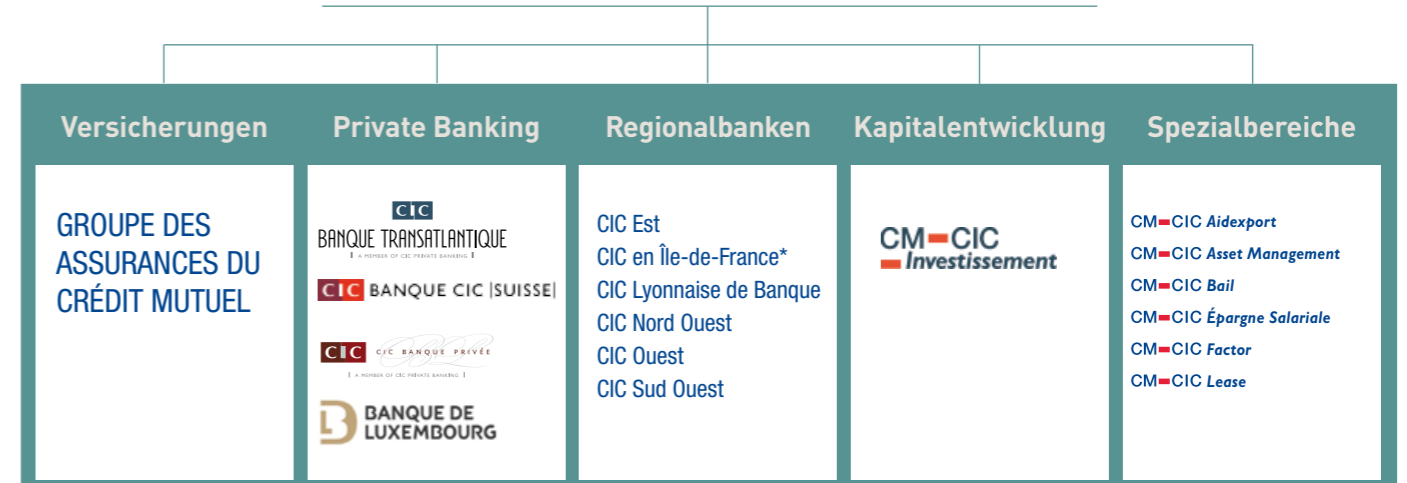 Versicherungen
GROUPE DES
ASSURANCES DU
CRÉDIT MUTUEL
Private Banking
CIC
BANQUE TRANSATLANTIQUE
A MEMBER OF CIC PRIVATE BANKING
CIC BANQUE CIC |SUISSE|
CIC CIC BANQUE PRIVÉE
A MEMBER OF CIC PRIVATE BANKING
BANQUE DE
LUXEMBOURG
Regionalbanken
CIC Est
CIC en Île-de-France*
CIC Lyonnaise de Banque
CIC Nord Ouest
CIC Ouest
CIC Sud Ouest
Kapitalentwicklung
CM-CIC
Investissement
Spezialbereiche
CM-CIC Aidexport
CM-CIC Asset Management
CM-CIC Bail
CM-CIC Épargne Salariale
CM-CIC Factor
CM-CIC Lease